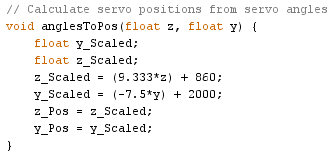 // Calculate servo positions from servo angles
void anglesToPos(float z, float y) {
    float y_Scaled;
    float z_Scaled;
    z_Scaled = (9.333*z) + 860;
    y_Scaled = (-7.5*y) + 2000;
    z_Pos = z_Scaled;
    y_Pos = y_Scaled;
}